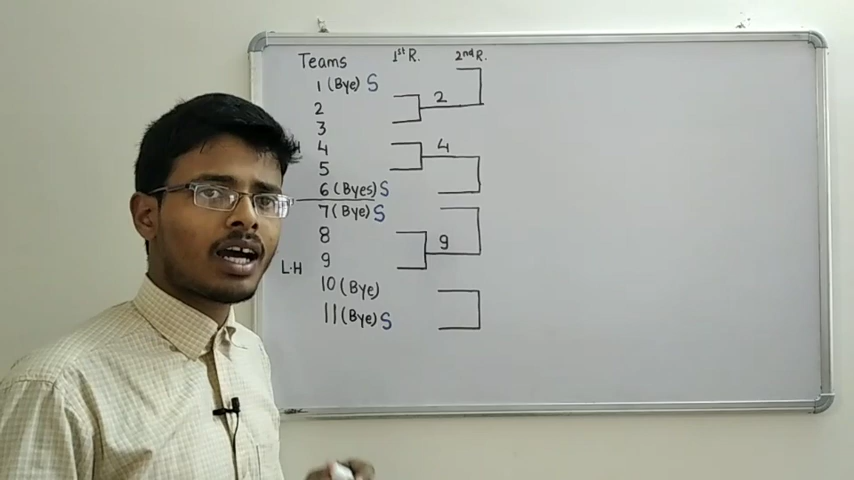 Teams 1st R. 2nd R.
1 (Bye) S
2 2
3
4 4
5
6 (Byes) S
7 (Bye) S
8
9 9
L.H
10 (Bye)
11 (Bye) S